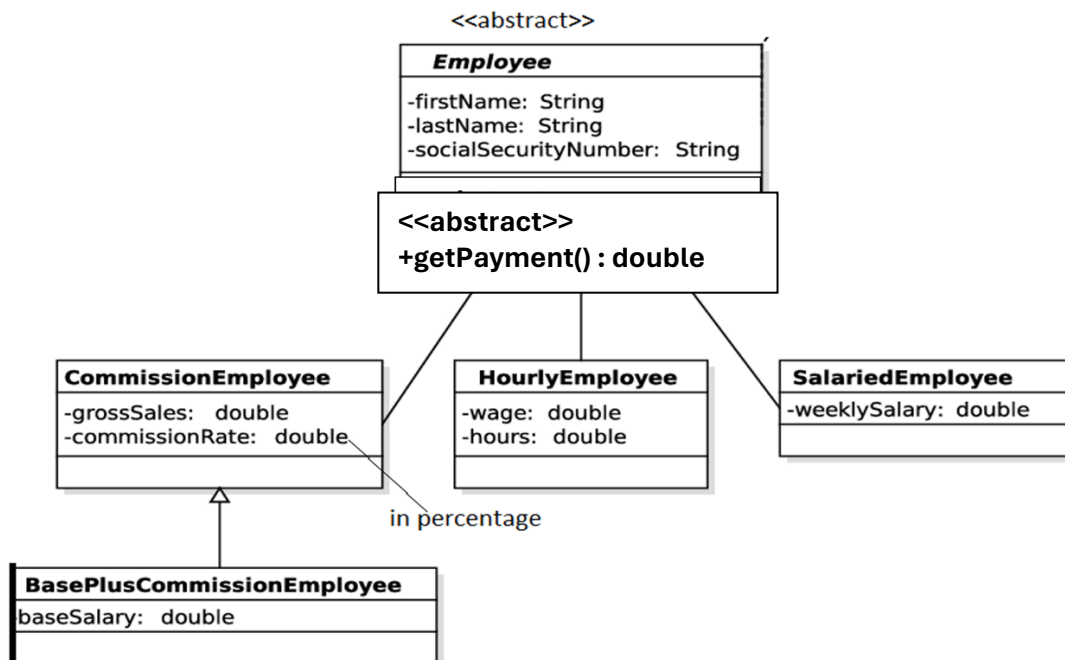 <<abstract>>
Employee
-firstName: String
-lastName: String
-socialSecurityNumber: String
<<abstract>>
+getPayment() : double
CommissionEmployee
-grossSales: double
-commissionRate: double
HourlyEmployee
-wage: double
-hours: double
SalariedEmployee
-weeklySalary: double
in percentage
BasePlusCommissionEmployee
-baseSalary: double